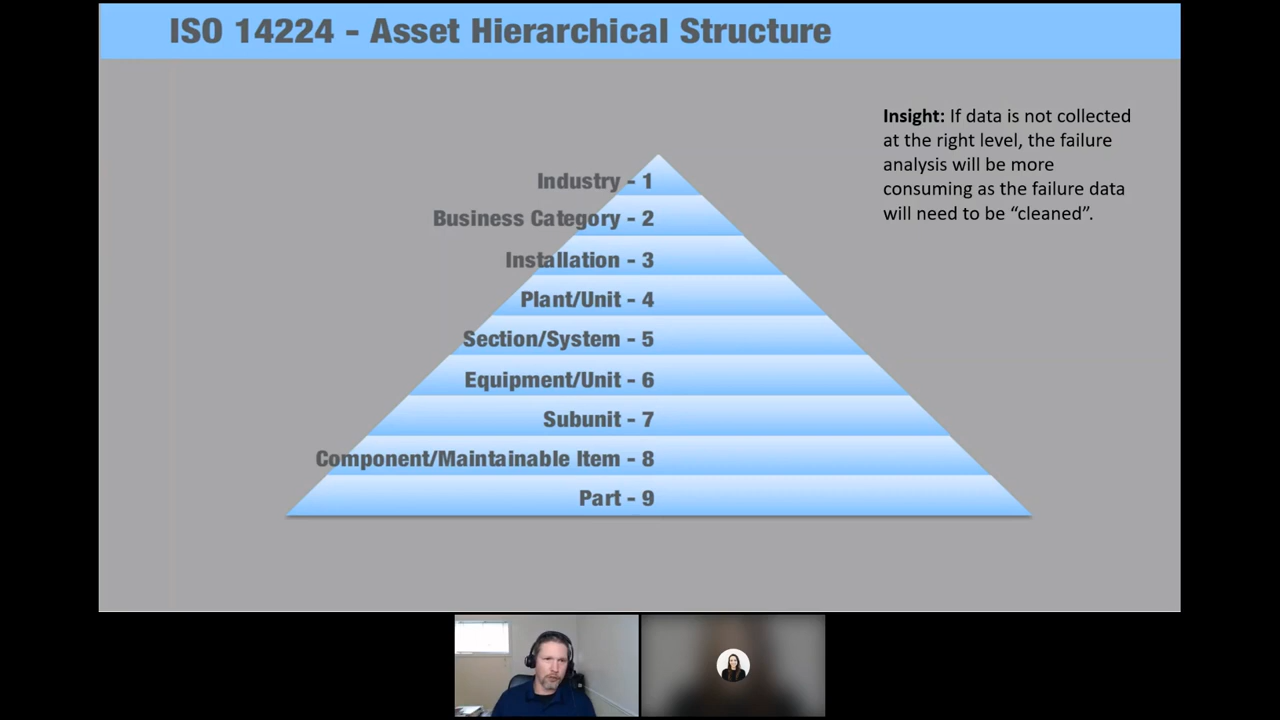 ISO 14224 - Asset Hierarchical Structure
Insight: If data is not collected
at the right level, the failure
analysis will be more
consuming as the failure data
will need to be “cleaned”.
Industry - 1
Business Category - 2
Installation - 3
Plant/Unit - 4
Section/System - 5
Equipment/Unit - 6
Subunit - 7
Component/Maintainable Item - 8
Part - 9